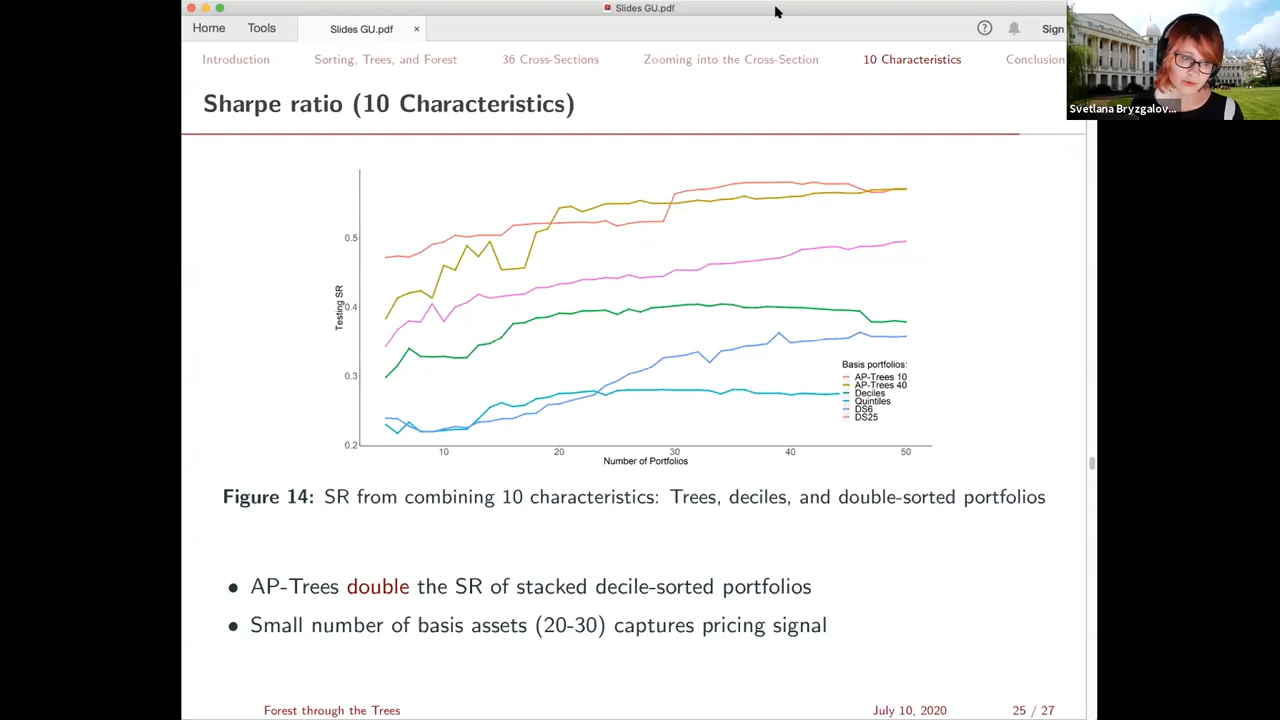 Slides GU.pdf
Home Tools Slides GU.pdf × ? Sign
Introduction Sorting, Trees, and Forest 36 Cross-Sections Zooming into the Cross-Section 10 Characteristics Conclusion
Svetlana Bryzgalov...
Sharpe ratio (10 Characteristics)
0.5
0.4
0.3
0.2
Testing SR
10 20 30 40 50
Number of Portfolios
Basis portfolios:
AP-Trees 10
AP-Trees 40
Deciles
Quintiles
DS6
DS25
Figure 14: SR from combining 10 characteristics: Trees, deciles, and double-sorted portfolios
• AP-Trees double the SR of stacked decile-sorted portfolios
• Small number of basis assets (20-30) captures pricing signal
Forest through the Trees July 10, 2020 25 / 27